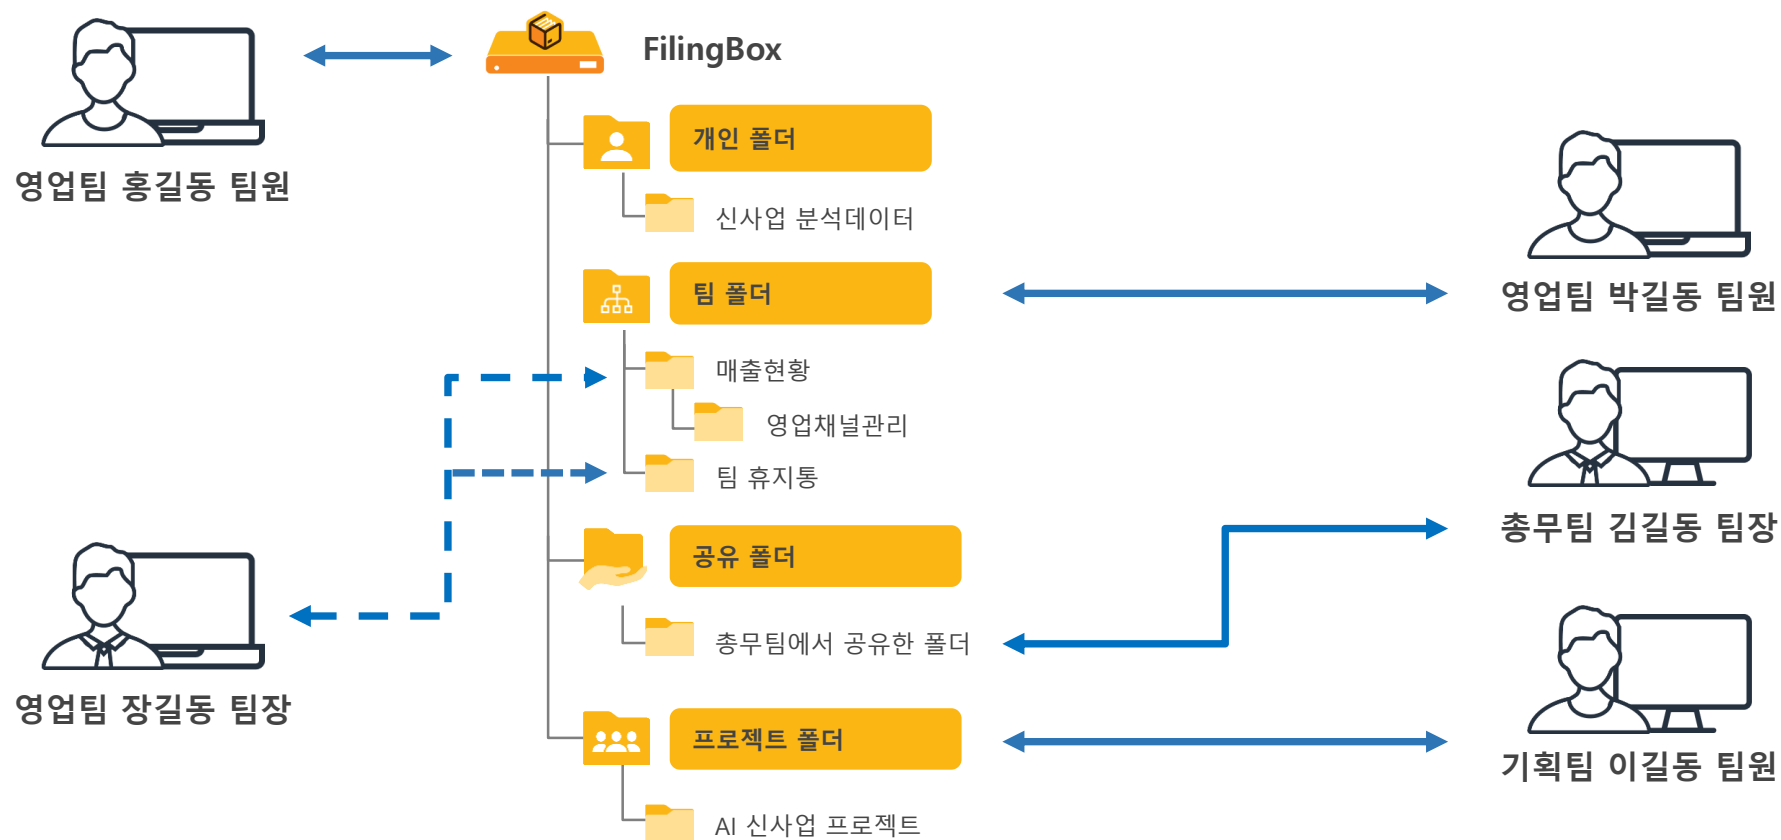 FilingBox
개인 폴더
영업팀 홍길동 팀원
신사업 분석데이터
팀 폴더
영업팀 박길동 팀원
매출현황
영업채널관리
팀 휴지통
총무팀 김길동 팀장
공유 폴더
총무팀에서 공유한 폴더
영업팀 장길동 팀장
프로젝트 폴더
기획팀 이길동 팀원
AI 신사업 프로젝트